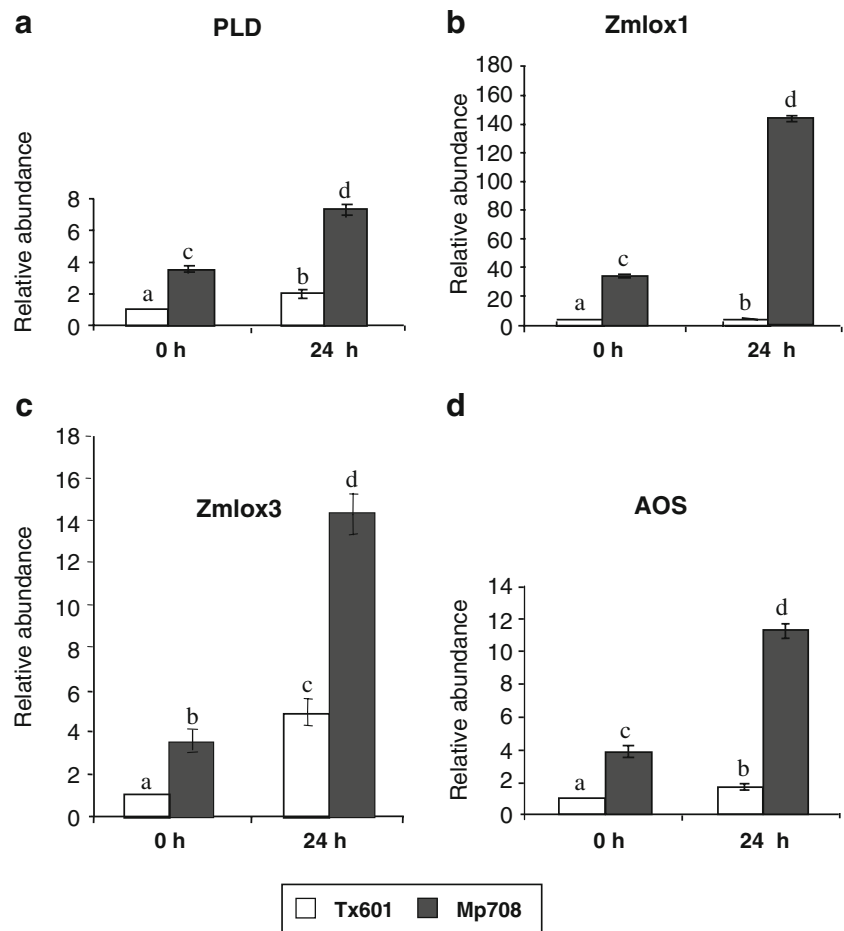 a
PLD
Relative abundance
8
6
4
2
0
a
c
b
d
0 h
24 h
b
Zmlox1
Relative abundance
180
160
140
120
100
80
60
40
20
0
a
c
b
d
0 h
24 h
c
Zmlox3
Relative abundance
18
16
14
12
10
8
6
4
2
0
a
b
c
d
0 h
24 h
d
AOS
Relative abundance
14
12
10
8
6
4
2
0
a
c
b
d
0 h
24 h
Tx601 Mp708